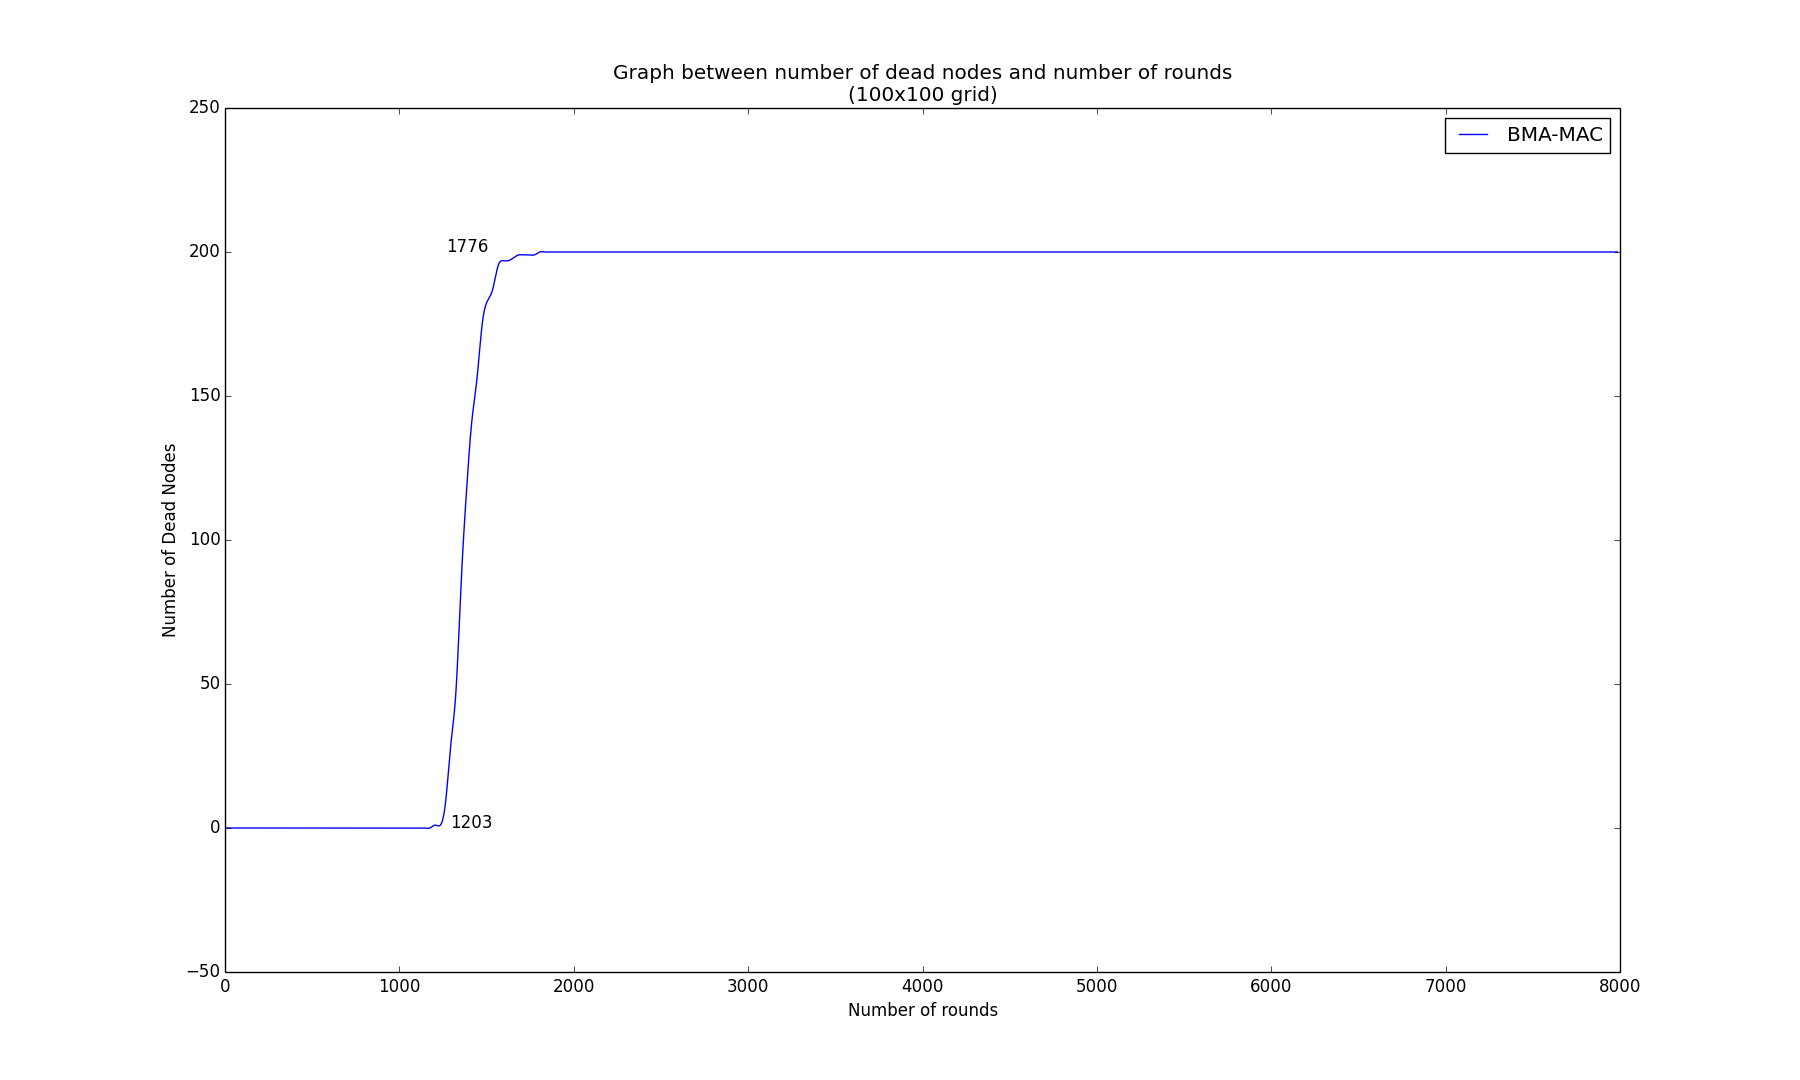 Graph between number of dead nodes and number of rounds
(100x100 grid)
250
BMA-MAC
200
1776
150
100
50
0
1203
−50
Number of Dead Nodes
0 1000 2000 3000 4000 5000 6000 7000 8000
Number of rounds